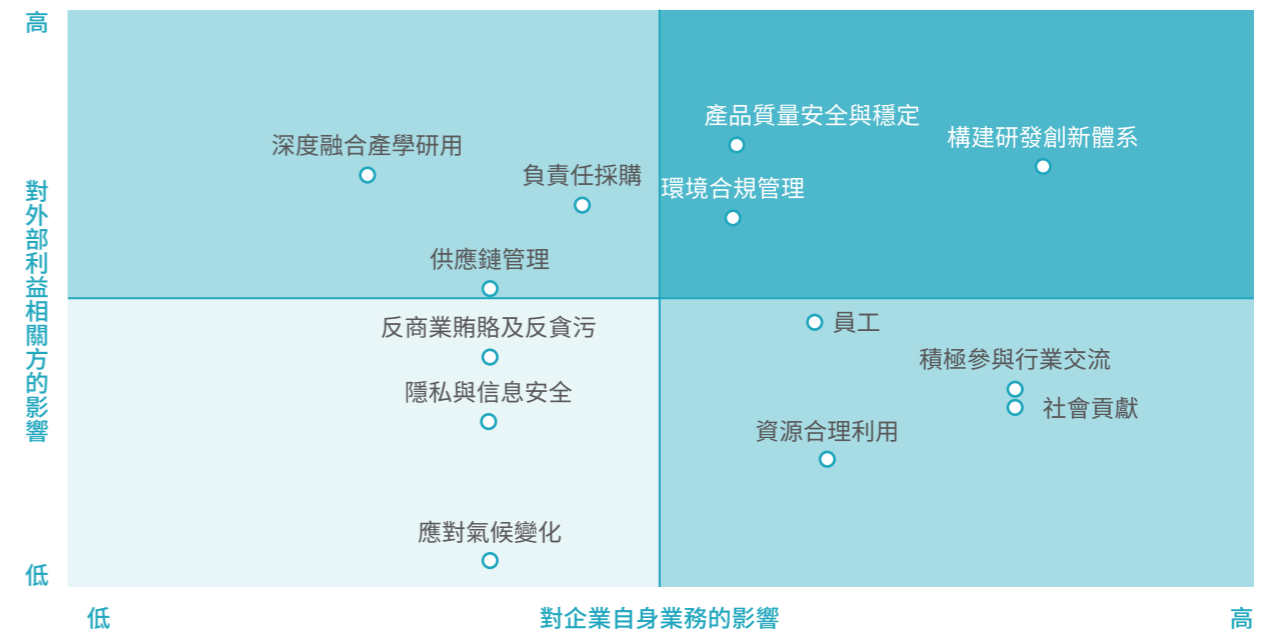 高
產品質量安全與穩定
構建研發創新體系
深度融合產學研用
負責任採購
環境合規管理
對外部利益相關方的影響
供應鏈管理
員工
反商業賄賂及反貪污
積極參與行業交流
隱私與信息安全
社會貢獻
資源合理利用
應對氣候變化
低
低
對企業自身業務的影響
高